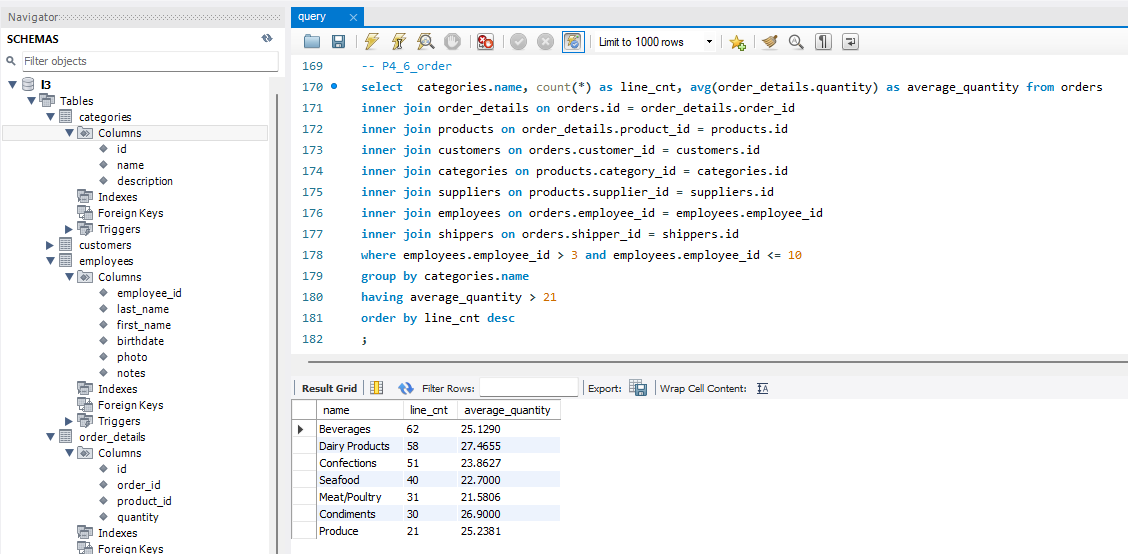 Navigator
SCHEMAS
Filter objects
l3
Tables
categories
Columns
id
name
description
Indexes
Foreign Keys
Triggers
customers
employees
Columns
employee_id
last_name
first_name
birthdate
photo
notes
Indexes
Foreign Keys
Triggers
order_details
Columns
id
order_id
product_id
quantity
Indexes
Foreign Keys
query
Limit to 1000 rows
169 -- P4_6_order
170 select  categories.name, count(*) as line_cnt, avg(order_details.quantity) as average_quantity from orders
171 inner join order_details on orders.id = order_details.order_id
172 inner join products on order_details.product_id = products.id
173 inner join customers on orders.customer_id = customers.id
174 inner join categories on products.category_id = categories.id
175 inner join suppliers on products.supplier_id = suppliers.id
176 inner join employees on orders.employee_id = employees.employee_id
177 inner join shippers on orders.shipper_id = shippers.id
178 where employees.employee_id > 3 and employees.employee_id <= 10
179 group by categories.name
180 having average_quantity > 21
181 order by line_cnt desc
182 ;
Result Grid Filter Rows: Export: Wrap Cell Content:
name line_cnt average_quantity
Beverages 62 25.1290
Dairy Products 58 27.4655
Confections 51 23.8627
Seafood 40 22.7000
Meat/Poultry 31 21.5806
Condiments 30 26.9000
Produce 21 25.2381